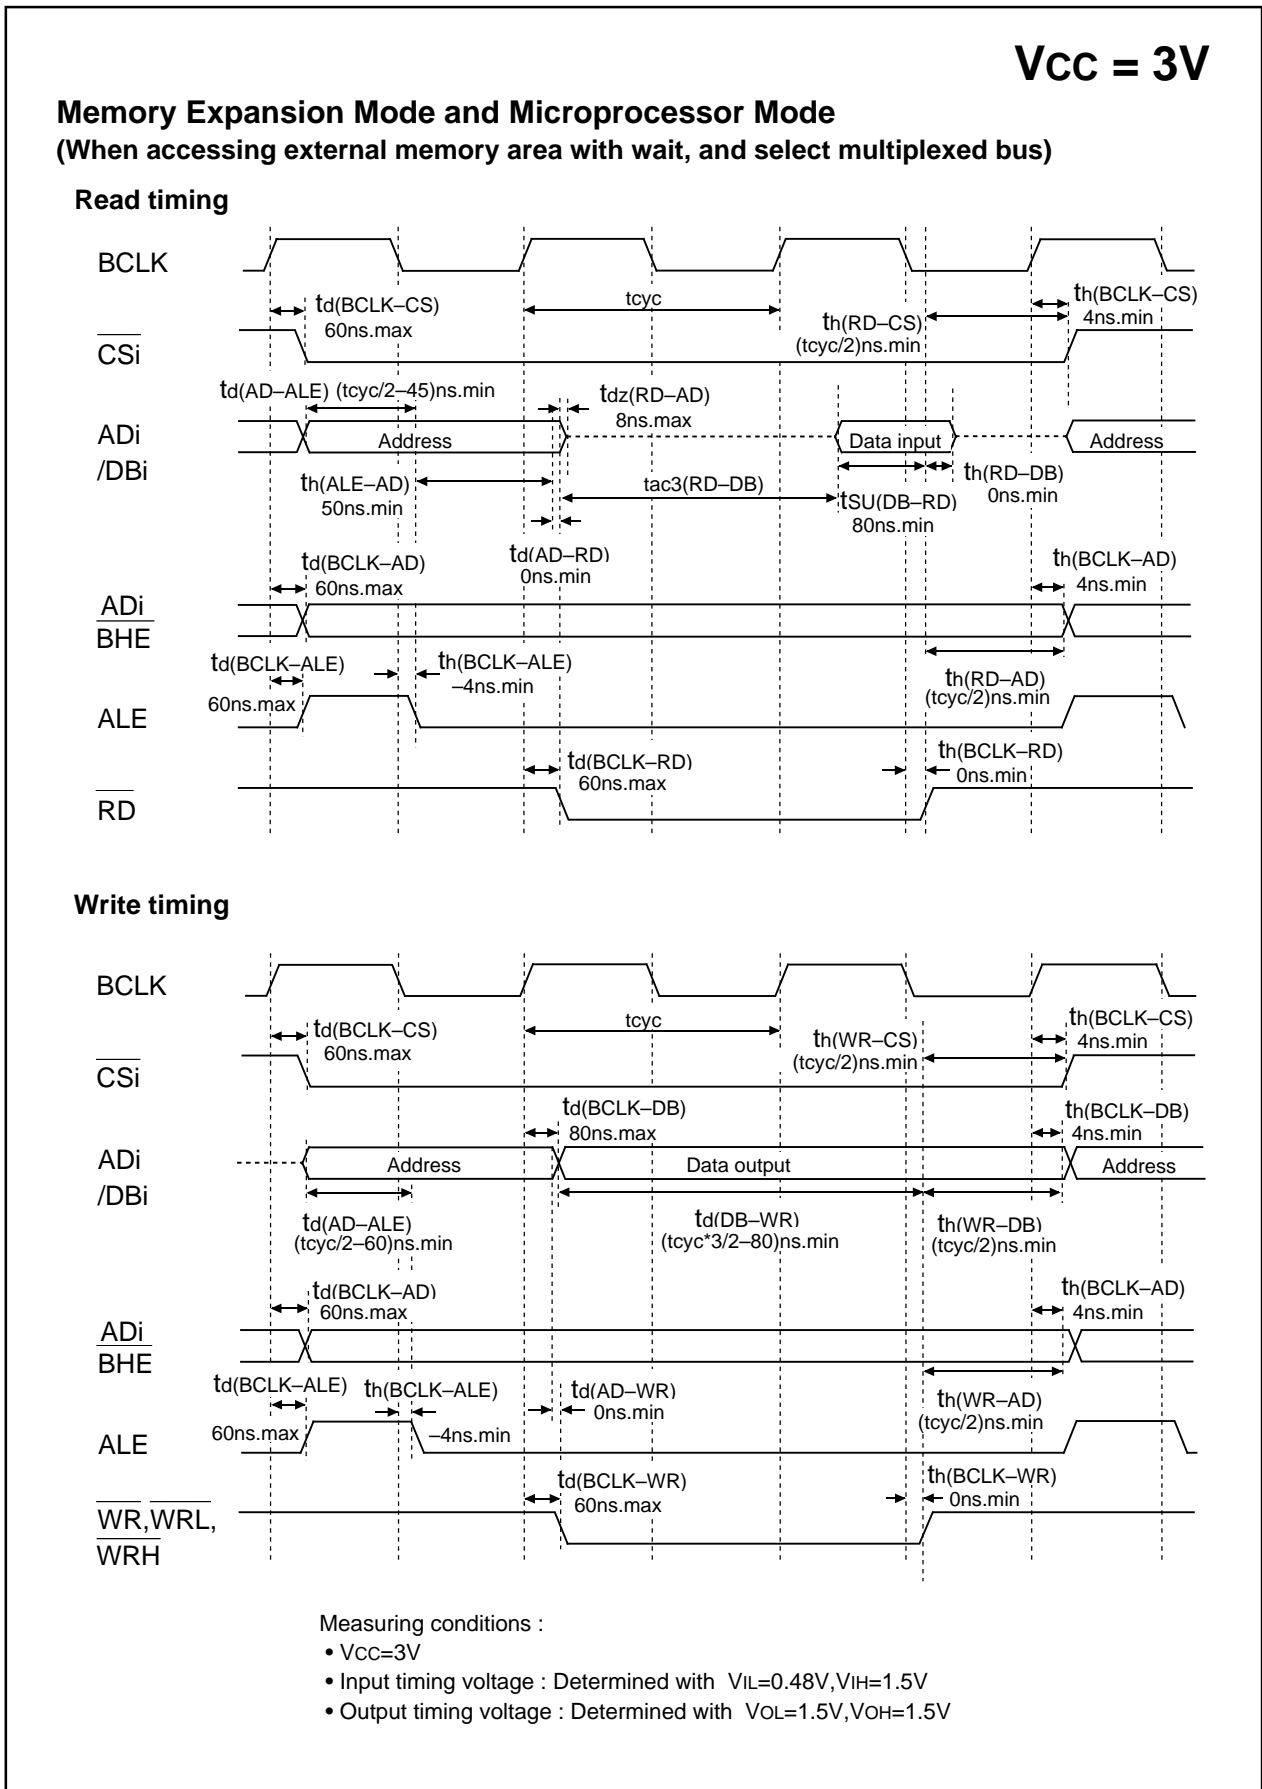 VCC = 3V
Memory Expansion Mode and Microprocessor Mode
(When accessing external memory area with wait, and select multiplexed bus)
Read timing
BCLK
td(BCLK–CS)
60ns.max
tcyc
th(RD–CS)
(tcyc/2)ns.min
th(BCLK–CS)
4ns.min
CSi
td(AD–ALE) (tcyc/2–45)ns.min
tdz(RD–AD)
8ns.max
ADi
/DBi
Address
Data input
Address
th(ALE–AD)
50ns.min
tac3(RD–DB)
tSU(DB–RD)
80ns.min
th(RD–DB)
0ns.min
td(AD–RD)
0ns.min
td(BCLK–AD)
60ns.max
th(BCLK–AD)
4ns.min
ADi
BHE
td(BCLK–ALE)
60ns.max
th(BCLK–ALE)
–4ns.min
th(RD–AD)
(tcyc/2)ns.min
ALE
td(BCLK–RD)
60ns.max
th(BCLK–RD)
0ns.min
RD
Write timing
BCLK
td(BCLK–CS)
60ns.max
tcyc
th(WR–CS)
(tcyc/2)ns.min
th(BCLK–CS)
4ns.min
CSi
td(BCLK–DB)
80ns.max
th(BCLK–DB)
4ns.min
ADi
/DBi
Address
Data output
Address
td(AD–ALE)
(tcyc/2–60)ns.min
td(DB–WR)
(tcyc*3/2–80)ns.min
th(WR–DB)
(tcyc/2)ns.min
td(BCLK–AD)
60ns.max
th(BCLK–AD)
4ns.min
ADi
BHE
td(BCLK–ALE)
60ns.max
th(BCLK–ALE)
–4ns.min
td(AD–WR)
0ns.min
th(WR–AD)
(tcyc/2)ns.min
ALE
td(BCLK–WR)
60ns.max
th(BCLK–WR)
0ns.min
WR,WRL,
WRH
Measuring conditions :
• VCC=3V
• Input timing voltage : Determined with VIL=0.48V,VIH=1.5V
• Output timing voltage : Determined with VOL=1.5V,VOH=1.5V